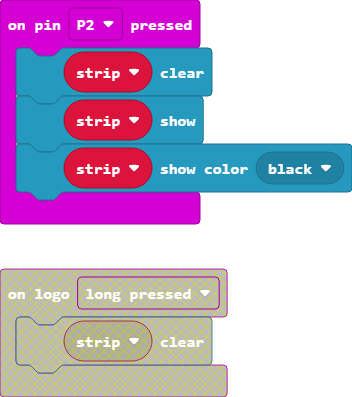 on pin P2 pressed
strip clear
strip show
strip show color black
on logo long pressed
strip clear